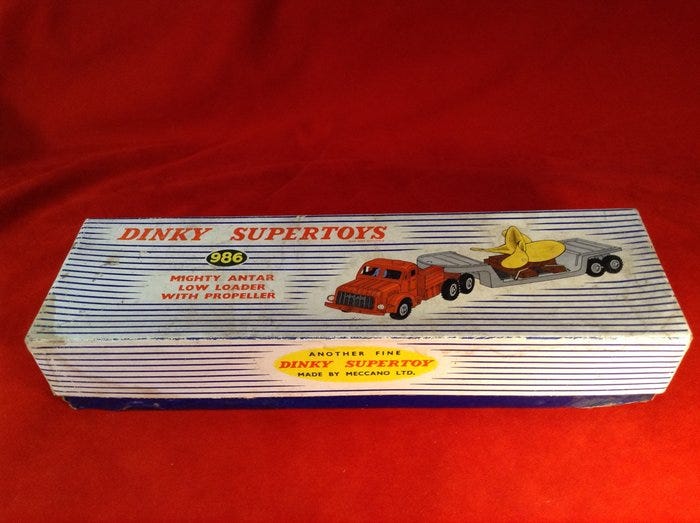 DINKY SUPERTOYS
986
MIGHTY ANTAR
LOW LOADER
WITH PROPELLER
ANOTHER FINE
DINKY SUPERTOY
MADE BY MECCANO LTD.